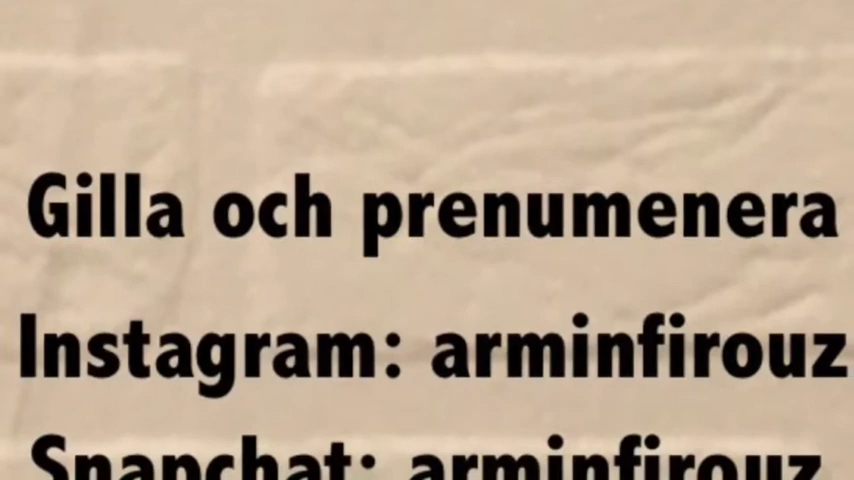 Gilla och prenumenera
Instagram: arminfirouz
Snapchat: arminfirouz